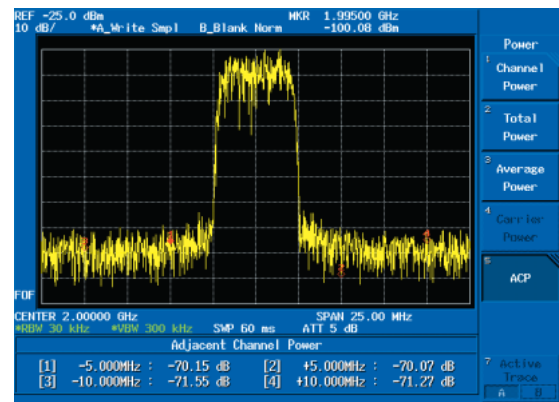 REF -25.0 dBm MKR 1.99500 GHz
10 dB/ *A_Write Smpl B_Blank Norm -100.08 dBm
Power
1 Channel
Power
2 Total
Power
3 Average
Power
4 Carrier
Power
5 ACP
FOF
CENTER 2.00000 GHz SPAN 25.00 MHz
*RBW 30 kHz *VBW 300 kHz SWP 60 ms ATT 5 dB
Adjacent Channel Power
[1] -5.000MHz : -70.15 dB [2] +5.000MHz : -70.07 dB
[3] -10.000MHz : -71.55 dB [4] +10.000MHz : -71.27 dB
7 Active
Trace
A B